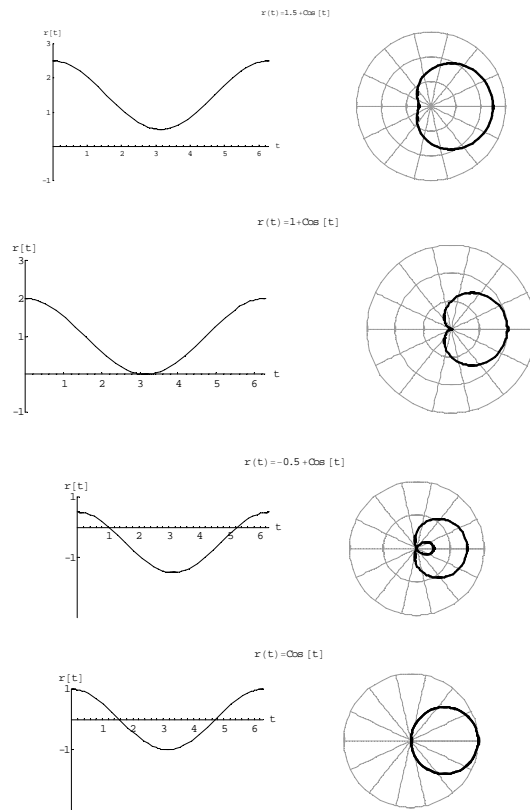 r(t)=1.5+Cos[t]
r[t]
3
2
1
1 2 3 4 5 6 t
-1
r(t)=1+Cos[t]
r[t]
3
2
1
1 2 3 4 5 6 t
-1
r(t)=-0.5+Cos[t]
r[t]
1
1 2 3 4 5 6 t
-1
r(t)=Cos[t]
r[t]
1
1 2 3 4 5 6 t
-1